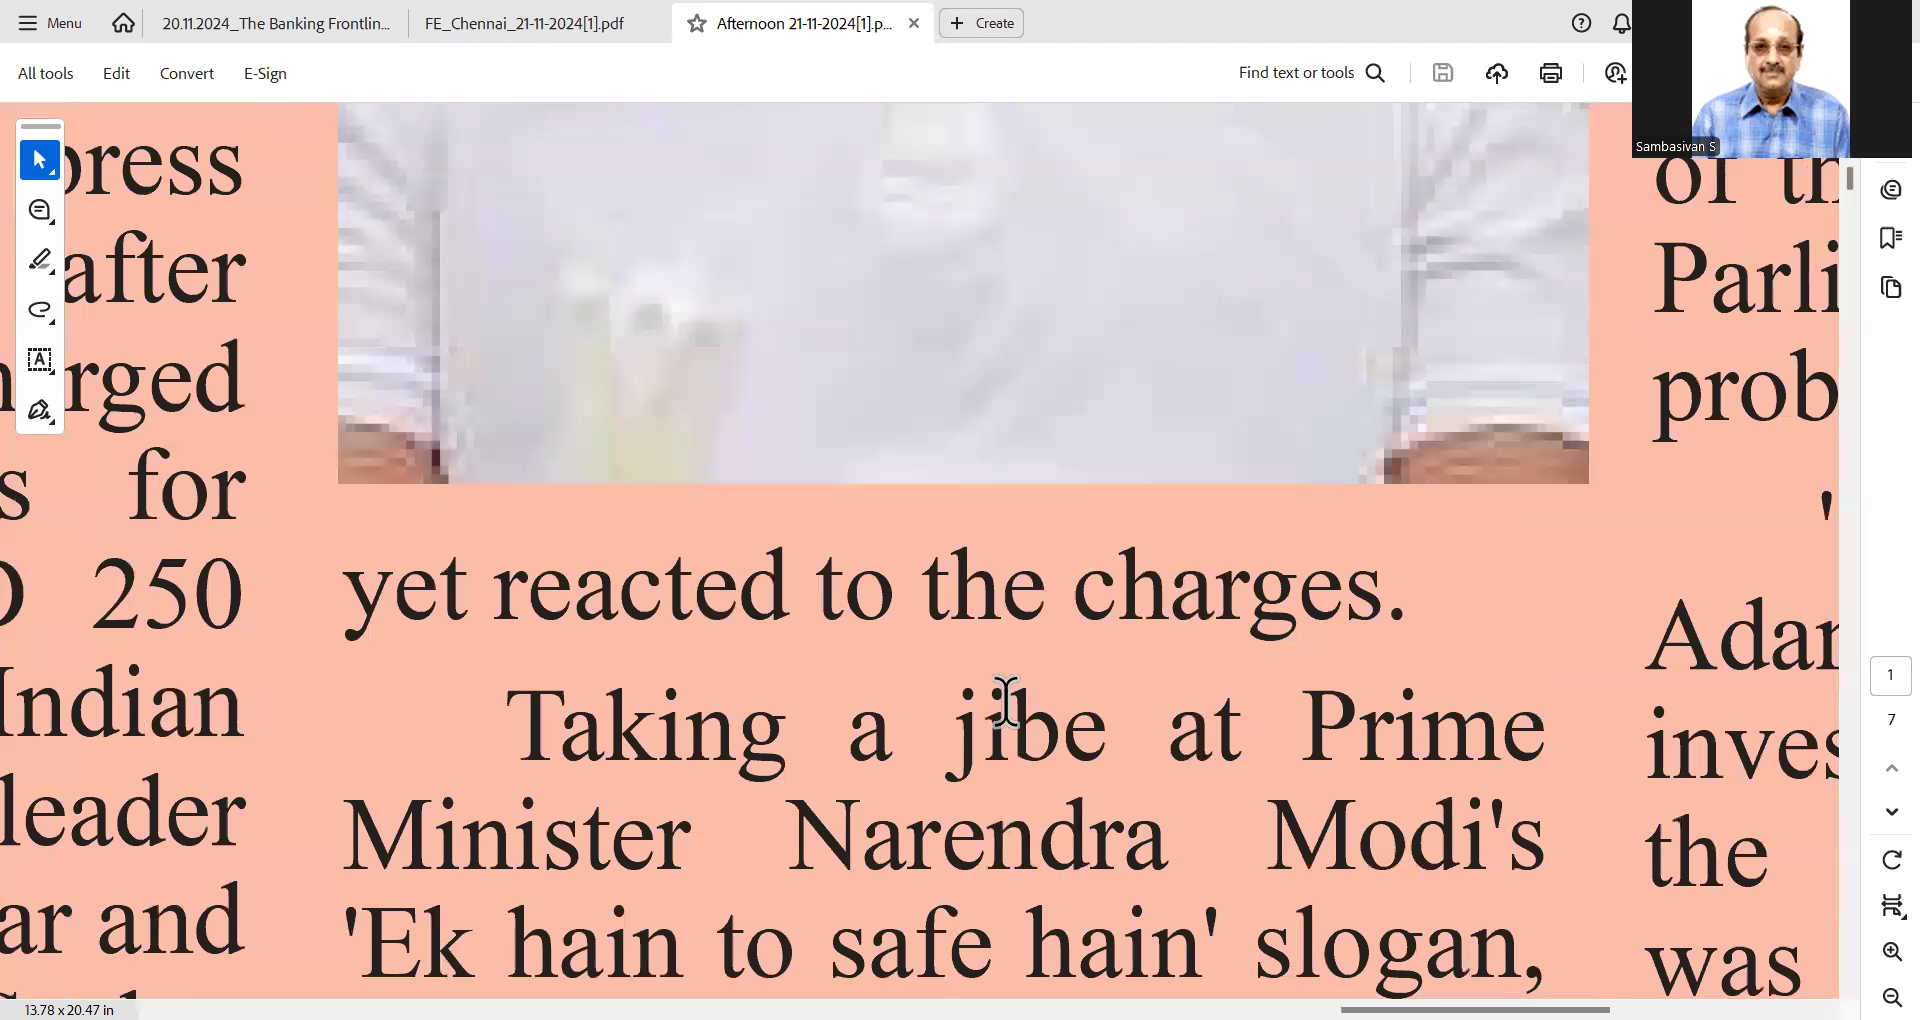 Menu
20.11.2024_The Banking Frontlin...
FE_Chennai_21-11-2024[1].pdf
Afternoon 21-11-2024[1].p...
Create
All tools
Edit
Convert
E-Sign
Find text or tools
Sambasivan S
press
after
rged
s for
250
Indian
leader
ar and
yet reacted to the charges.
Taking a jibe at Prime
Minister Narendra Modi's
'Ek hain to safe hain' slogan,
of th
Parli
prob
'
Adan
inves
the
was
1
7
13.78 x 20.47 in